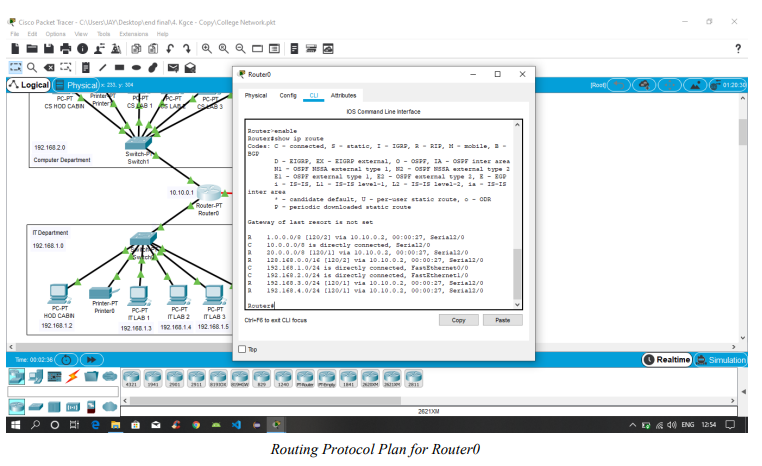 Cisco Packet Tracer - C:\Users\JAY\Desktop\end final\4. Kgce - Copy\College Network.pkt
File Edit Options View Tools Extensions Help
Logical Physical x: 250, y: 304
[Root]
01:20:30
PC-PT
CS HOD CABIN
Printer-PT
Printer1
PC-PT
CS LAB 1
PC-PT
CS LAB 2
PC-PT
CS LAB 3
192.168.2.0
Computer Department
Switch-PT
Switch1
10.10.0.1
Router-PT
Router0
IT Department
192.168.1.0
PC-PT
HOD CABIN
192.168.1.2
Printer-PT
Printer0
PC-PT
IT LAB 1
192.168.1.3
PC-PT
IT LAB 2
192.168.1.4
PC-PT
IT LAB 3
192.168.1.5
Router0
Physical Config CLI Attributes
IOS Command Line Interface
Router>enable
Router#show ip route
Codes: C - connected, S - static, I - IGRP, R - RIP, M - mobile, B -
BGP
D - EIGRP, EX - EIGRP external, O - OSPF, IA - OSPF inter area
N1 - OSPF NSSA external type 1, N2 - OSPF NSSA external type 2
E1 - OSPF external type 1, E2 - OSPF external type 2, E - EGP
i - IS-IS, L1 - IS-IS level-1, L2 - IS-IS level-2, ia - IS-IS
inter area
* - candidate default, U - per-user static route, o - ODR
P - periodic downloaded static route
Gateway of last resort is not set
R 1.0.0.0/8 [120/2] via 10.10.0.2, 00:00:27, Serial2/0
C 10.0.0.0/8 is directly connected, Serial2/0
R 20.0.0.0/8 [120/1] via 10.10.0.2, 00:00:27, Serial2/0
R 128.168.0.0/16 [120/2] via 10.10.0.2, 00:00:27, Serial2/0
C 192.168.1.0/24 is directly connected, FastEthernet0/0
C 192.168.2.0/24 is directly connected, FastEthernet1/0
R 192.168.3.0/24 [120/1] via 10.10.0.2, 00:00:27, Serial2/0
R 192.168.4.0/24 [120/1] via 10.10.0.2, 00:00:27, Serial2/0
Router#
Ctrl+F6 to exit CLI focus
Copy Paste
Top
Time: 00:02:36
Realtime Simulation
4321 1941 2901 2911 819HGW 829 1240 PT-Router PT-Empty 1841 2620XM 2621XM 2811
2621XM
ENG 12:54
Routing Protocol Plan for Router0